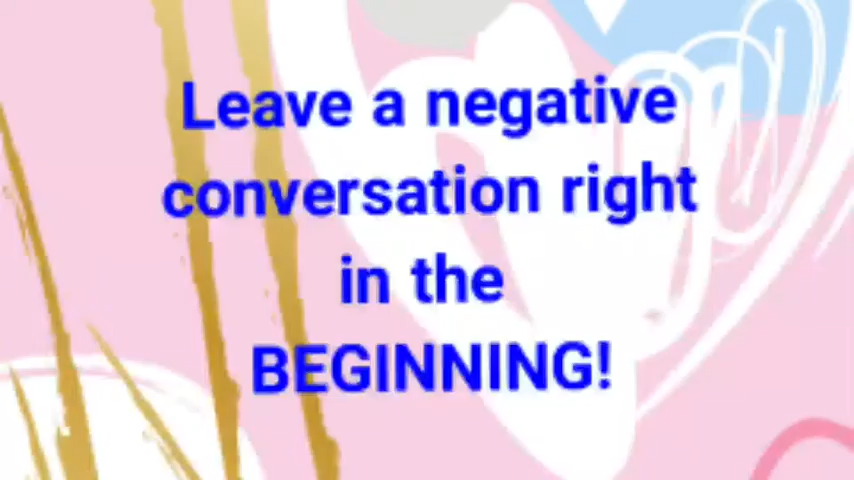 Leave a negative
conversation right
in the
BEGINNING!